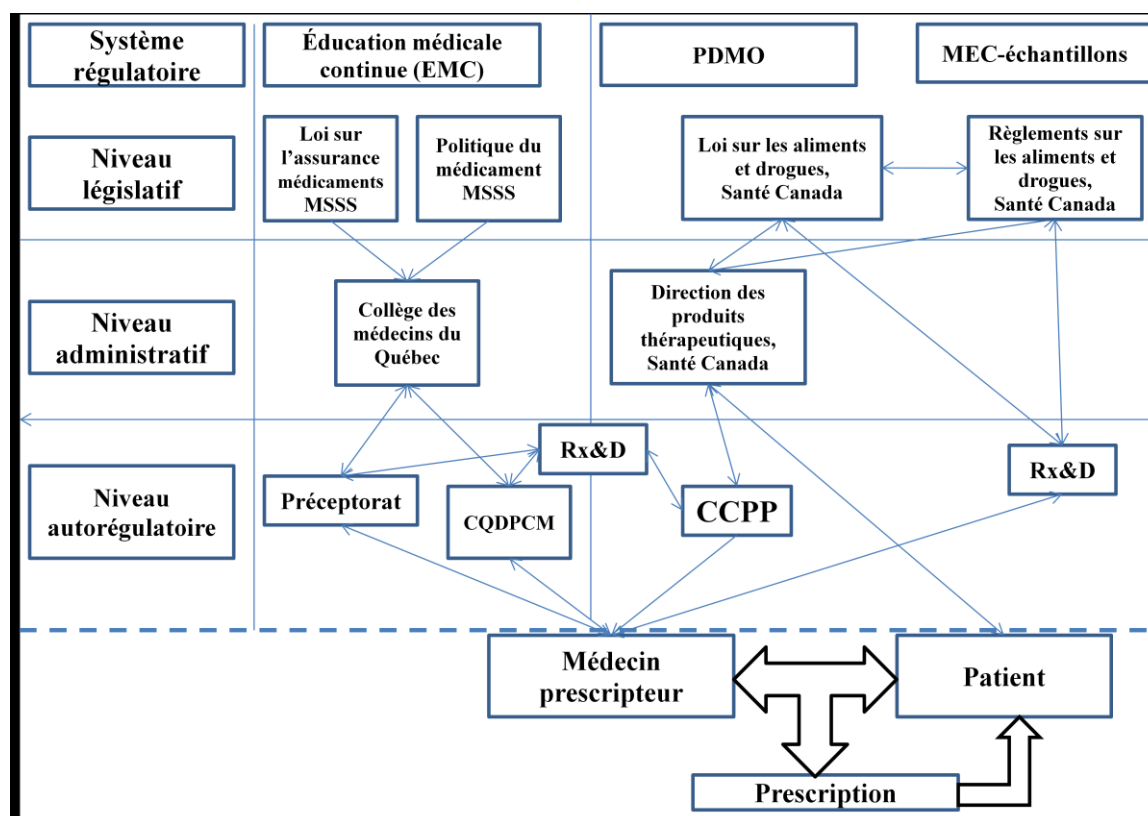 Système
régulatoire
Éducation médicale
continue (EMC)
PDMO
MEC-échantillons
Niveau
législatif
Loi sur
l'assurance
médicaments
MSSS
Politique du
médicament
MSSS
Loi sur les aliments
et drogues,
Santé Canada
Règlements sur
les aliments et
drogues,
Santé Canada
Niveau
administratif
Collège des
médecins du
Québec
Direction des
produits
thérapeutiques,
Santé Canada
Niveau
autorégulatoire
Préceptorat
CQDPCM
Rx&D
CCPP
Rx&D
Médecin
prescripteur
Patient
Prescription